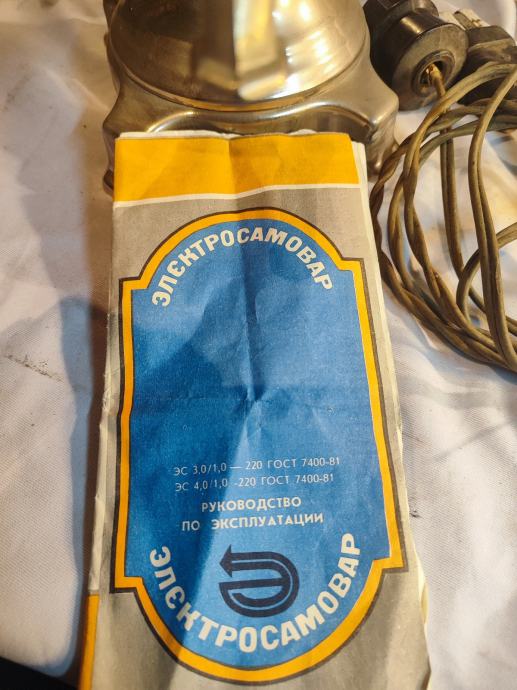 ЭЛЕКТРОСАМОВАР
ЭС 3,0/1,0 — 220 ГОСТ 7400-81
ЭС 4,0/1,0 -220 ГОСТ 7400-81
РУКОВОДСТВО
ПО ЭКСПЛУАТАЦИИ
ЭЛЕКТРОСАМОВАР